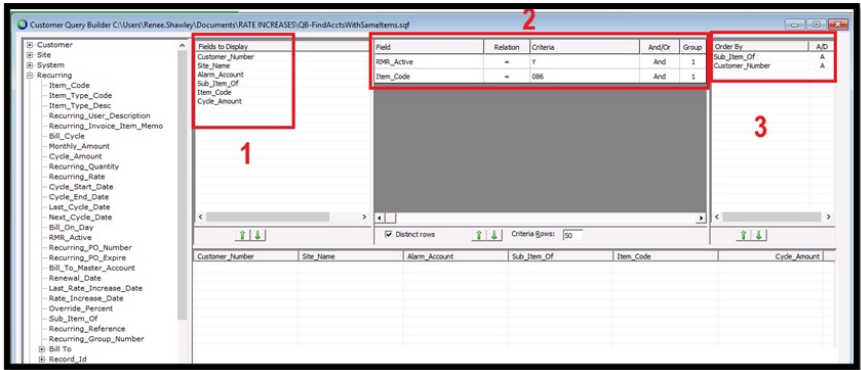 2
Customer Query Builder C:\Users\Renee.Shawley\Documents\RATE INCREASES\QB-FindAcctsWithSameItems.sqf
Customer
Site
System
Recurring
Item_Code
Item_Type_Code
Item_Type_Desc
Recurring_User_Description
Recurring_Invoice_Item_Memo
Bill_Cycle
Monthly_Amount
Cycle_Amount
Recurring_Quantity
Recurring_Rate
Cycle_Start_Date
Cycle_End_Date
Last_Cycle_Date
Next_Cycle_Date
Bill_On_Day
RMR_Active
Recurring_PO_Number
Recurring_PO_Expire
Bill_To_Master_Account
Renewal_Date
Last_Rate_Increase_Date
Rate_Increase_Date
Override_Percent
Sub_Item_Of
Recurring_Reference
Recurring_Group_Number
Bill To
Record_Id
Fields to Display
Customer_Number
Site_Name
Alarm_Account
Sub_Item_Of
Item_Code
Cycle_Amount
1
Field Relation Criteria And/Or Group
RMR_Active = Y And 1
Item_Code = 086 And 1
Order By A/D
Sub_Item_Of A
Customer_Number A
3
Distinct rows Criteria Rows: 50
Customer_Number Site_Name Alarm_Account Sub_Item_Of Item_Code Cycle_Amount